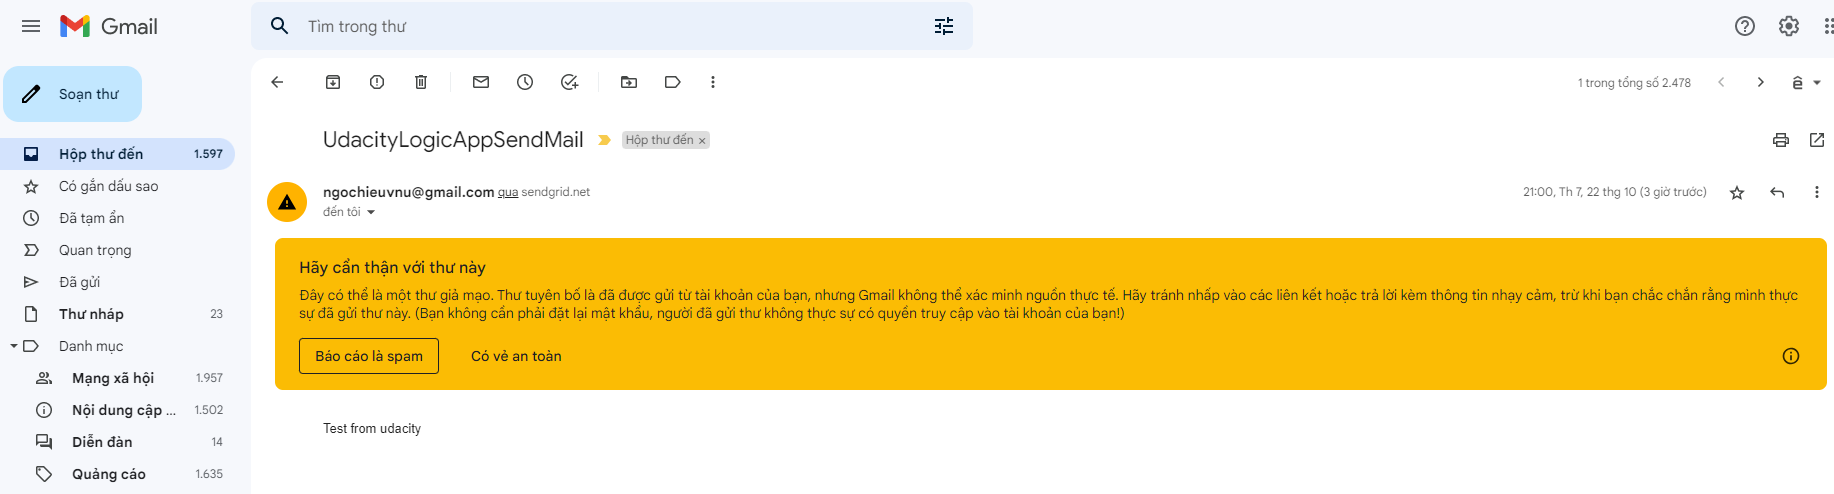 Gmail
Tìm trong thư
Soạn thư
1 trong tổng số 2.478
ê
Hộp thư đến 1.597
Có gắn dấu sao
Đã tạm ẩn
Quan trọng
Đã gửi
Thư nháp 23
Danh mục
Mạng xã hội 1.957
Nội dung cập ... 1.502
Diễn đàn 14
Quảng cáo 1.635
UdacityLogicAppSendMail Hộp thư đến ×
ngochieuvnu@gmail.com qua sendgrid.net
21:00, Th 7, 22 thg 10 (3 giờ trước)
đến tôi
Hãy cẩn thận với thư này
Đây có thể là một thư giả mạo. Thư tuyên bố là đã được gửi từ tài khoản của bạn, nhưng Gmail không thể xác minh nguồn thực tế. Hãy tránh nhấp vào các liên kết hoặc trả lời kèm thông tin nhạy cảm, trừ khi bạn chắc chắn rằng mình thực
sự đã gửi thư này. (Bạn không cần phải đặt lại mật khẩu, người đã gửi thư không thực sự có quyền truy cập vào tài khoản của bạn!)
Báo cáo là spam
Có vẻ an toàn
Test from udacity